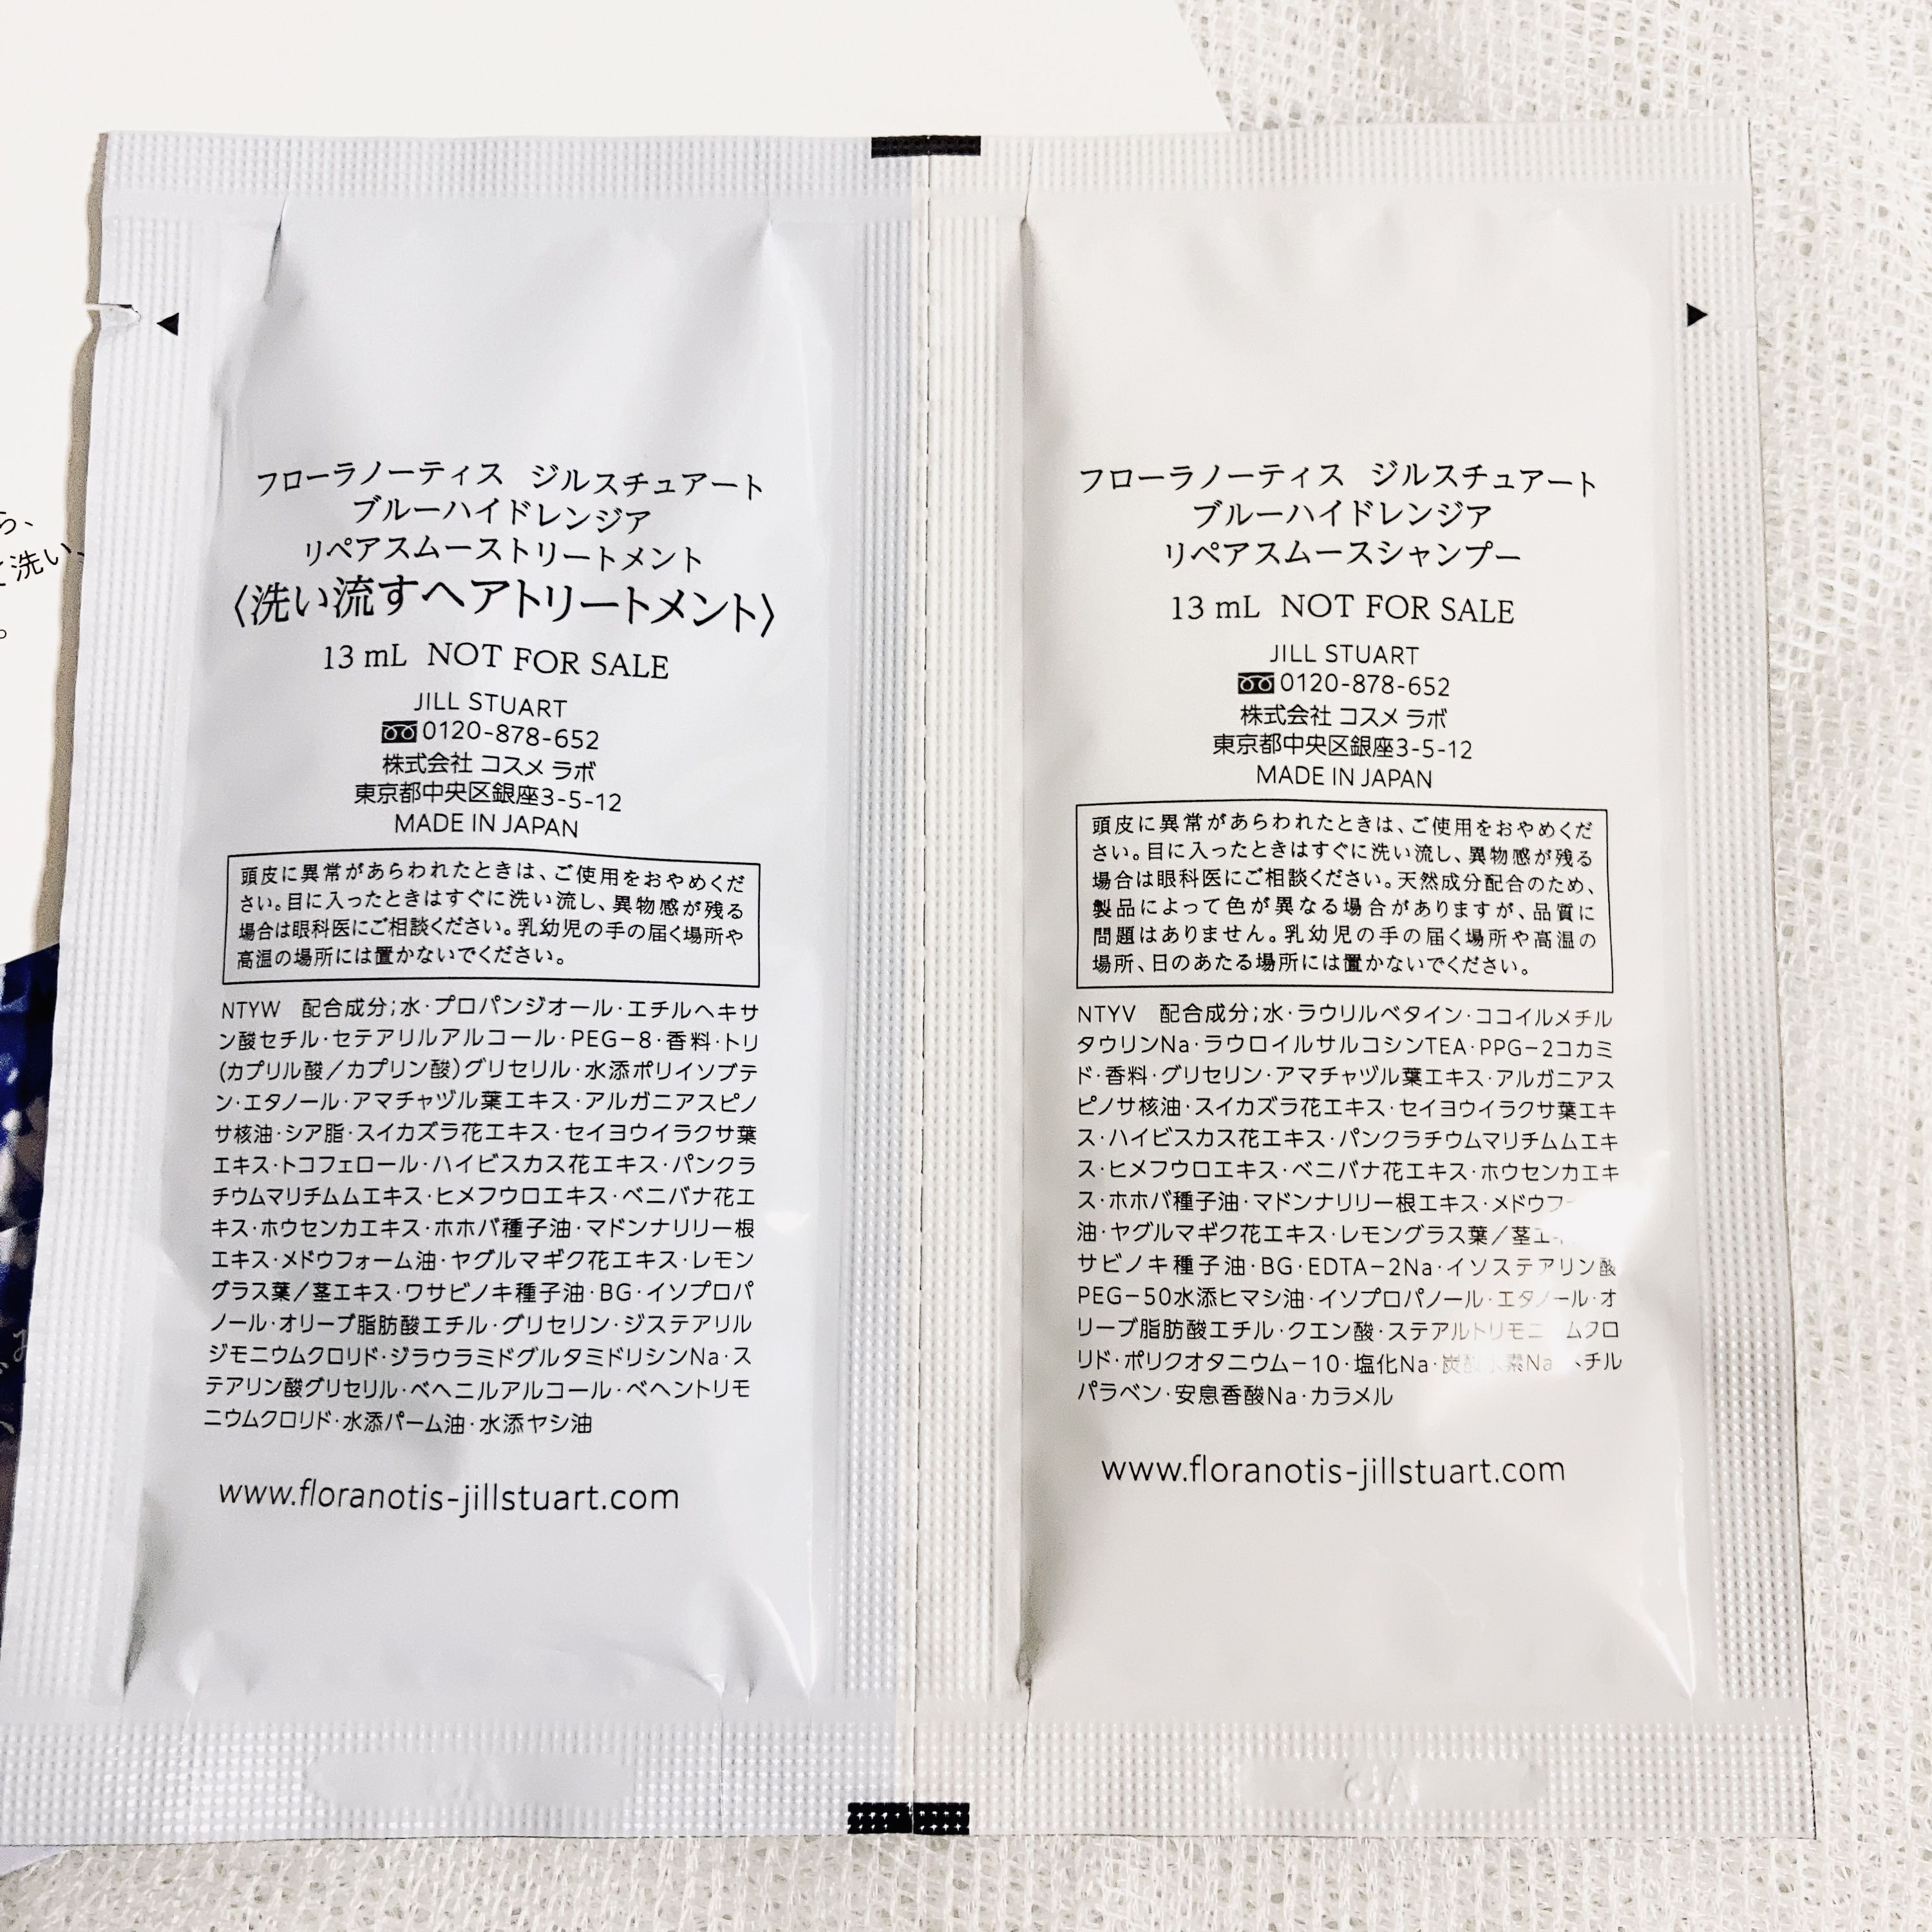 フローラノーティス ジルスチュアート
ブルーハイドレンジア
リペアスムーストリートメント
〈洗い流すヘアトリートメント〉
13 mL NOT FOR SALE
JILL STUART
0120-878-652
株式会社 コスメ ラボ
東京都中央区銀座3-5-12
MADE IN JAPAN
頭皮に異常があらわれたときは、ご使用をおやめくだ
さい。目に入ったときはすぐに洗い流し、異物感が残る
場合は眼科医にご相談ください。乳幼児の手の届く場所や
高温の場所には置かないでください。
NTYW 配合成分;水・プロパンジオール・エチルヘキサ
ン酸セチル・セテアリルアルコール・PEG−8・香料・トリ
(カプリル酸/カプリン酸)グリセリル・水添ポリイソブテ
ン・エタノール・アマチャヅル葉エキス・アルガニアスピノ
サ核油・シア脂・スイカズラ花エキス・セイヨウイラクサ葉
エキス・トコフェロール・ハイビスカス花エキス・パンクラ
チウムマリチムムエキス・ヒメフウロエキス・ベニバナ花エ
キス・ホウセンカエキス・ホホバ種子油・マドンナリリー根
エキス・メドウフォーム油・ヤグルマギク花エキス・レモン
グラス葉/茎エキス・ワサビノキ種子油・BG・イソプロパ
ノール・オリーブ脂肪酸エチル・グリセリン・ジステアリル
ジモニウムクロリド・ジラウラミドグルタミドリシンNa・ス
テアリン酸グリセリル・ベヘニルアルコール・ベヘントリモ
ニウムクロリド・水添パーム油・水添ヤシ油
www.floranotis-jillstuart.com
フローラノーティス ジルスチュアート
ブルーハイドレンジア
リペアスムースシャンプー
13 mL NOT FOR SALE
JILL STUART
0120-878-652
株式会社 コスメ ラボ
東京都中央区銀座3-5-12
MADE IN JAPAN
頭皮に異常があらわれたときは、ご使用をおやめくだ
さい。目に入ったときはすぐに洗い流し、異物感が残る
場合は眼科医にご相談ください。天然成分配合のため、
製品によって色が異なる場合がありますが、品質に
問題はありません。乳幼児の手の届く場所や高温の
場所、日のあたる場所には置かないでください。
NTYV 配合成分;水・ラウリルベタイン・ココイルメチル
タウリンNa・ラウロイルサルコシンTEA・PPG−2コカミ
ド・香料・グリセリン・アマチャヅル葉エキス・アルガニアス
ピノサ核油・スイカズラ花エキス・セイヨウイラクサ葉エキ
ス・ハイビスカス花エキス・パンクラチウムマリチムムエキ
ス・ヒメフウロエキス・ベニバナ花エキス・ホウセンカエキ
ス・ホホバ種子油・マドンナリリー根エキス・メドウフ
油・ヤグルマギク花エキス・レモングラス葉/茎エ
サビノキ種子油・BG・EDTA−2Na・イソステアリン酸
PEG−50水添ヒマシ油・イソプロパノール・エタノール・オ
リーブ脂肪酸エチル・クエン酸・ステアルトリモニ ムクロ
リド・ポリクオタニウム−10・塩化Na・炭酸 素Na チル
パラベン・安息香酸Na・カラメル
www.floranotis-jillstuart.com
洗い、